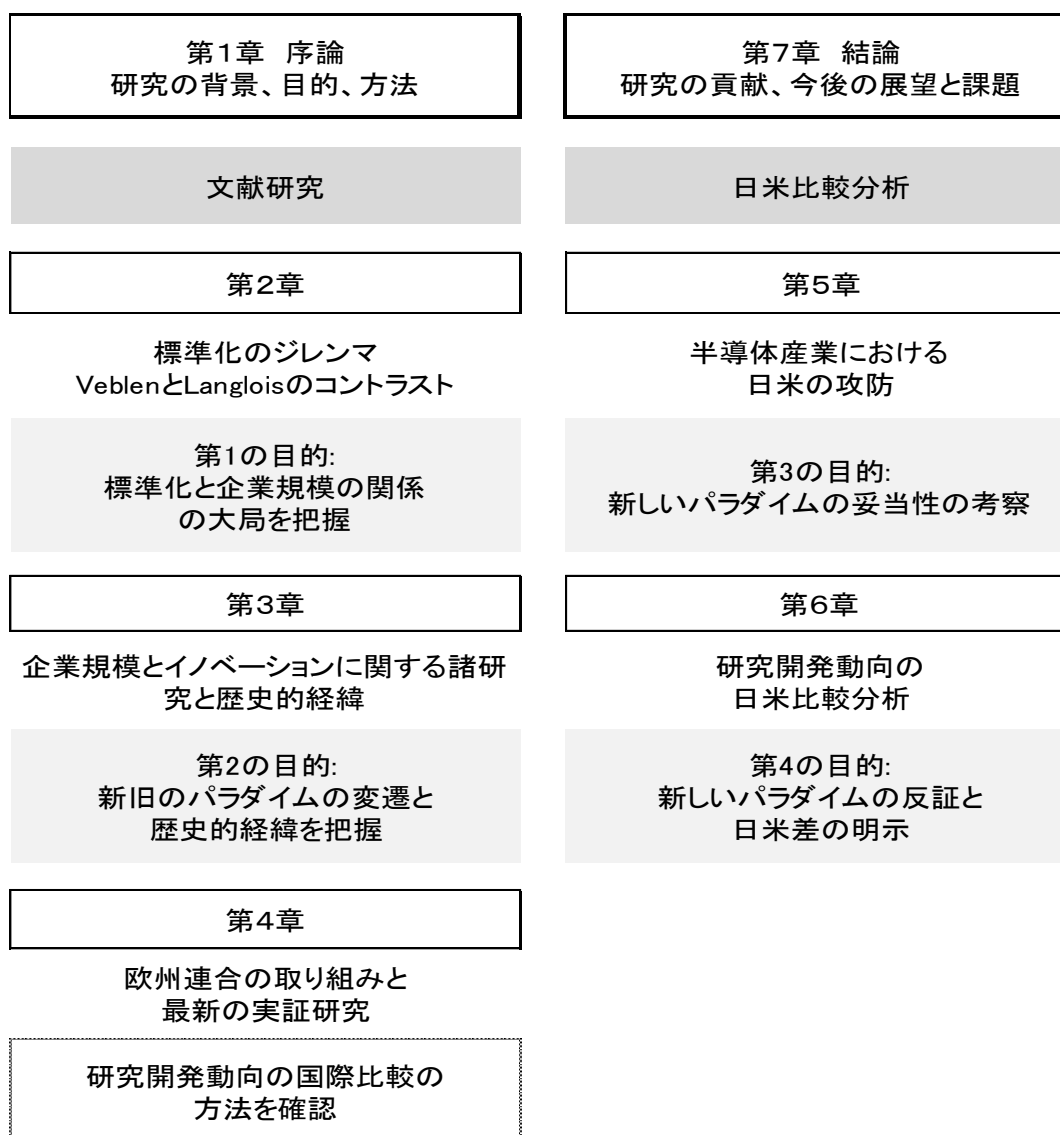 第1章 序論
研究の背景、目的、方法
文献研究
第2章
標準化のジレンマ
VeblenとLangloisのコントラスト
第1の目的:
標準化と企業規模の関係
の大局を把握
第3章
企業規模とイノベーションに関する諸研
究と歴史的経緯
第2の目的:
新旧のパラダイムの変遷と
歴史的経緯を把握
第4章
欧州連合の取り組みと
最新の実証研究
研究開発動向の国際比較の
方法を確認
第7章 結論
研究の貢献、今後の展望と課題
日米比較分析
第5章
半導体産業における
日米の攻防
第3の目的:
新しいパラダイムの妥当性の考察
第6章
研究開発動向の
日米比較分析
第4の目的:
新しいパラダイムの反証と
日米差の明示